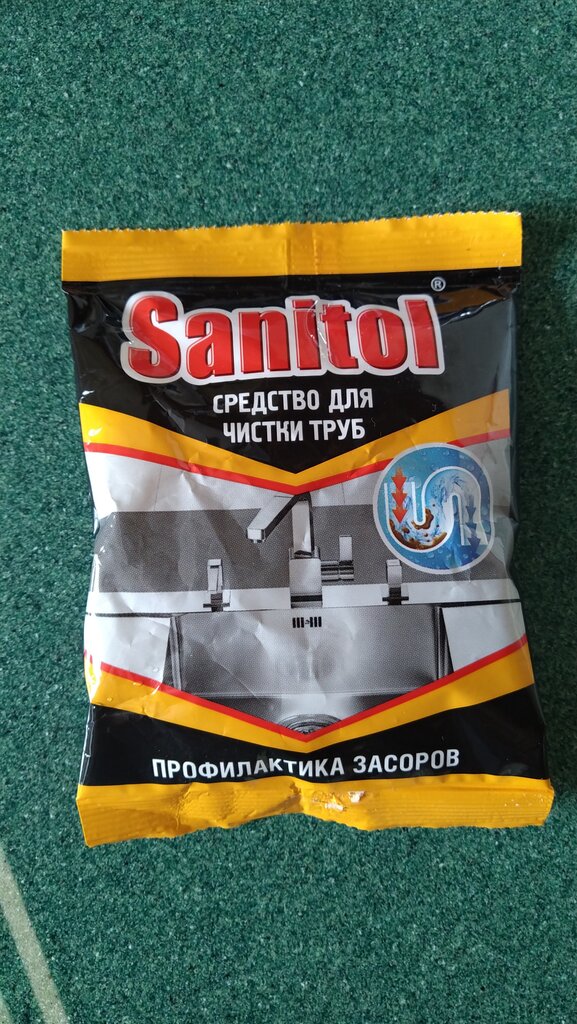 Sanitol®
СРЕДСТВО ДЛЯ
ЧИСТКИ ТРУБ
ПРОФИЛАКТИКА ЗАСОРОВ